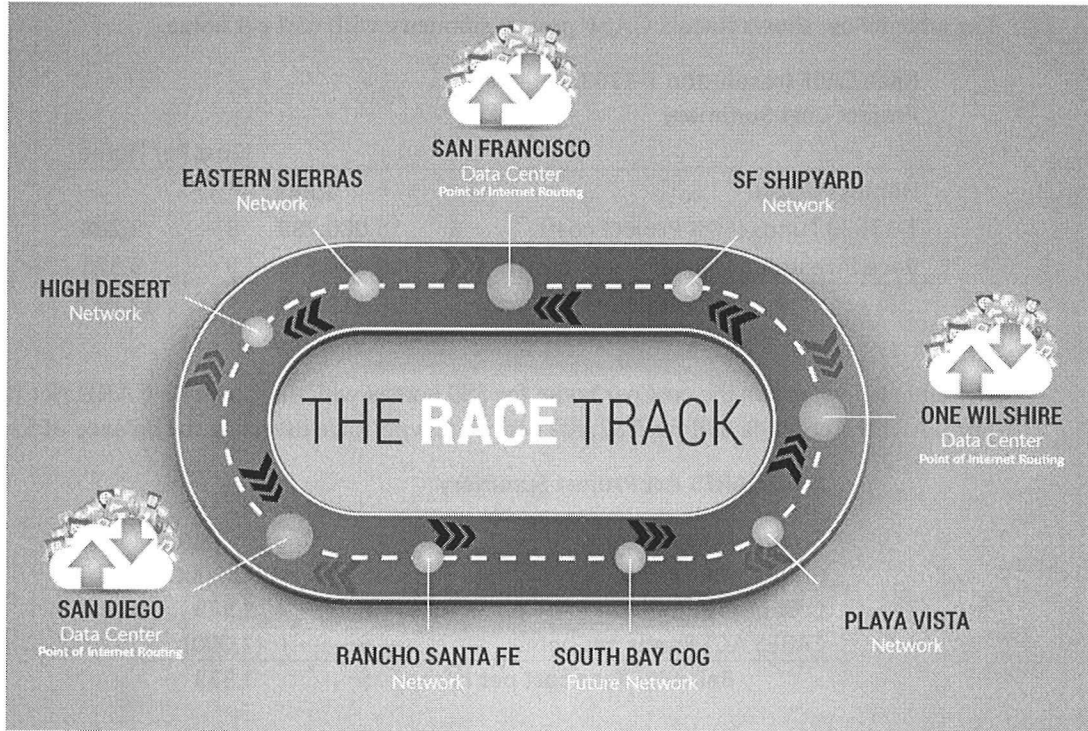 SAN FRANCISCO
Data Center
Point of Internet Routing
EASTERN SIERRAS
Network
SF SHIPYARD
Network
HIGH DESERT
Network
ONE WILSHIRE
Data Center
Point of Internet Routing
THE RACE TRACK
SAN DIEGO
Data Center
Point of Internet Routing
RANCHO SANTA FE
Network
SOUTH BAY COG
Future Network
PLAYA VISTA
Network